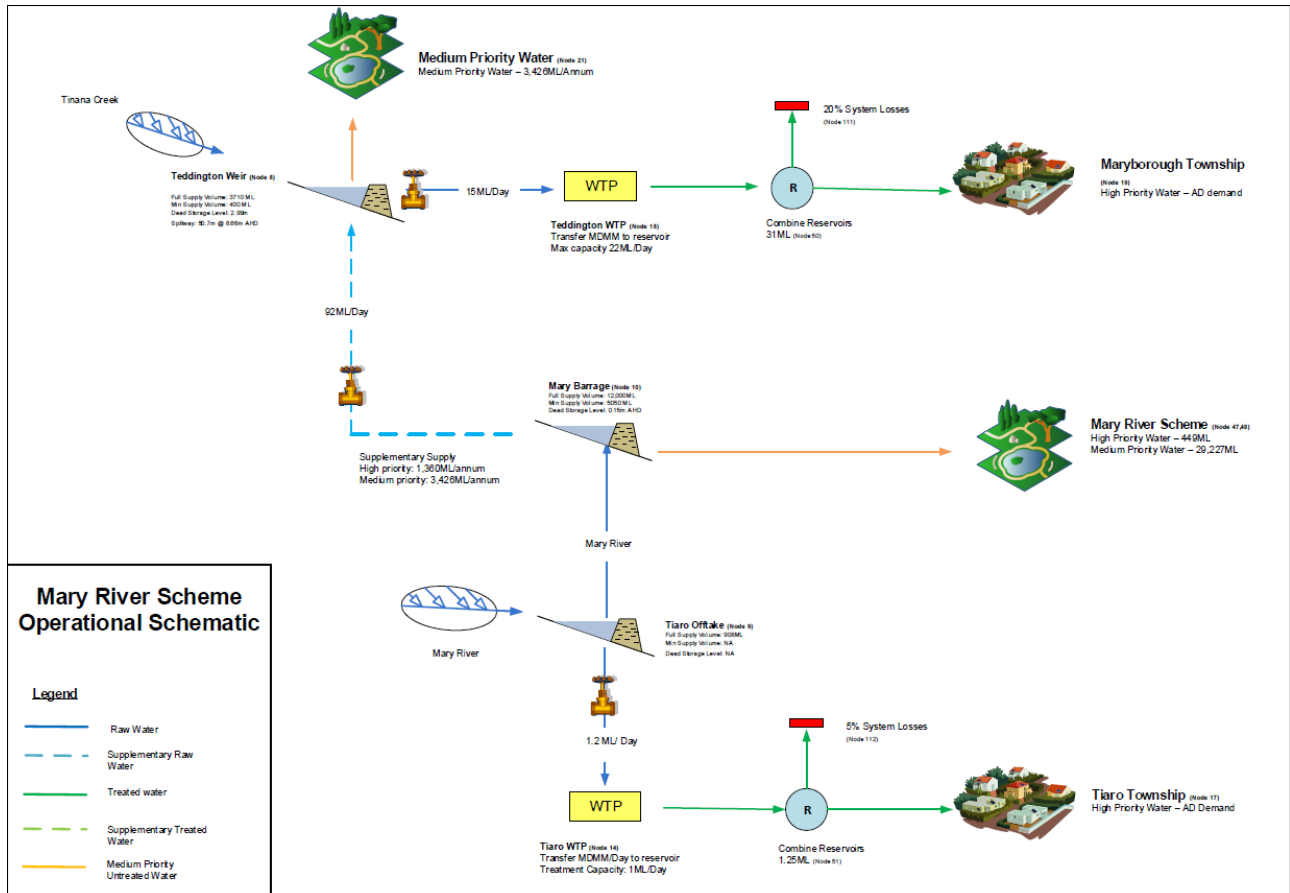 Medium Priority Water (Node 21)
Medium Priority Water – 3,426ML/Annum
Tinana Creek
20% System Losses
(Node 111)
Teddington Weir (Node 8)
Full Supply Volume: 3710 ML
Min Supply Volume: 400 ML
Dead Storage Level: 2.99m
15ML/Day
WTP
R
Maryborough Township
(Node 19)
High Priority Water – AD demand
Teddington WTP (Node 15)
Transfer MDMM to reservoir
Max capacity 22ML/Day
Combine Reservoirs
31ML (Node 50)
92ML/Day
Mary Barrage (Node 10)
Full Supply Volume: 12,000ML
Min Supply Volume: 5050 ML
Dead Storage Level: 0.15m AHD
Supplementary Supply
High priority: 1,360ML/annum
Medium priority: 3,426ML/annum
Mary River Scheme (Node 47,48)
High Priority Water – 449ML
Medium Priority Water – 29,227ML
Mary River
Mary River
Tiaro Offtake (Node 9)
Full Supply Volume: 908ML
Min Supply Volume: NA
Dead Storage Level: NA
1.2 ML/ Day
5% System Losses
(Node 112)
WTP
R
Tiaro Township (Node 17)
High Priority Water – AD Demand
Tiaro WTP (Node 14)
Transfer MDMM/Day to reservoir
Treatment Capacity: 1ML/Day
Combine Reservoirs
1.25ML (Node 51)
Mary River Scheme
Operational Schematic
Legend
Raw Water
Supplementary Raw
Water
Treated water
Supplementary Treated
Water
Medium Priority
Untreated Water